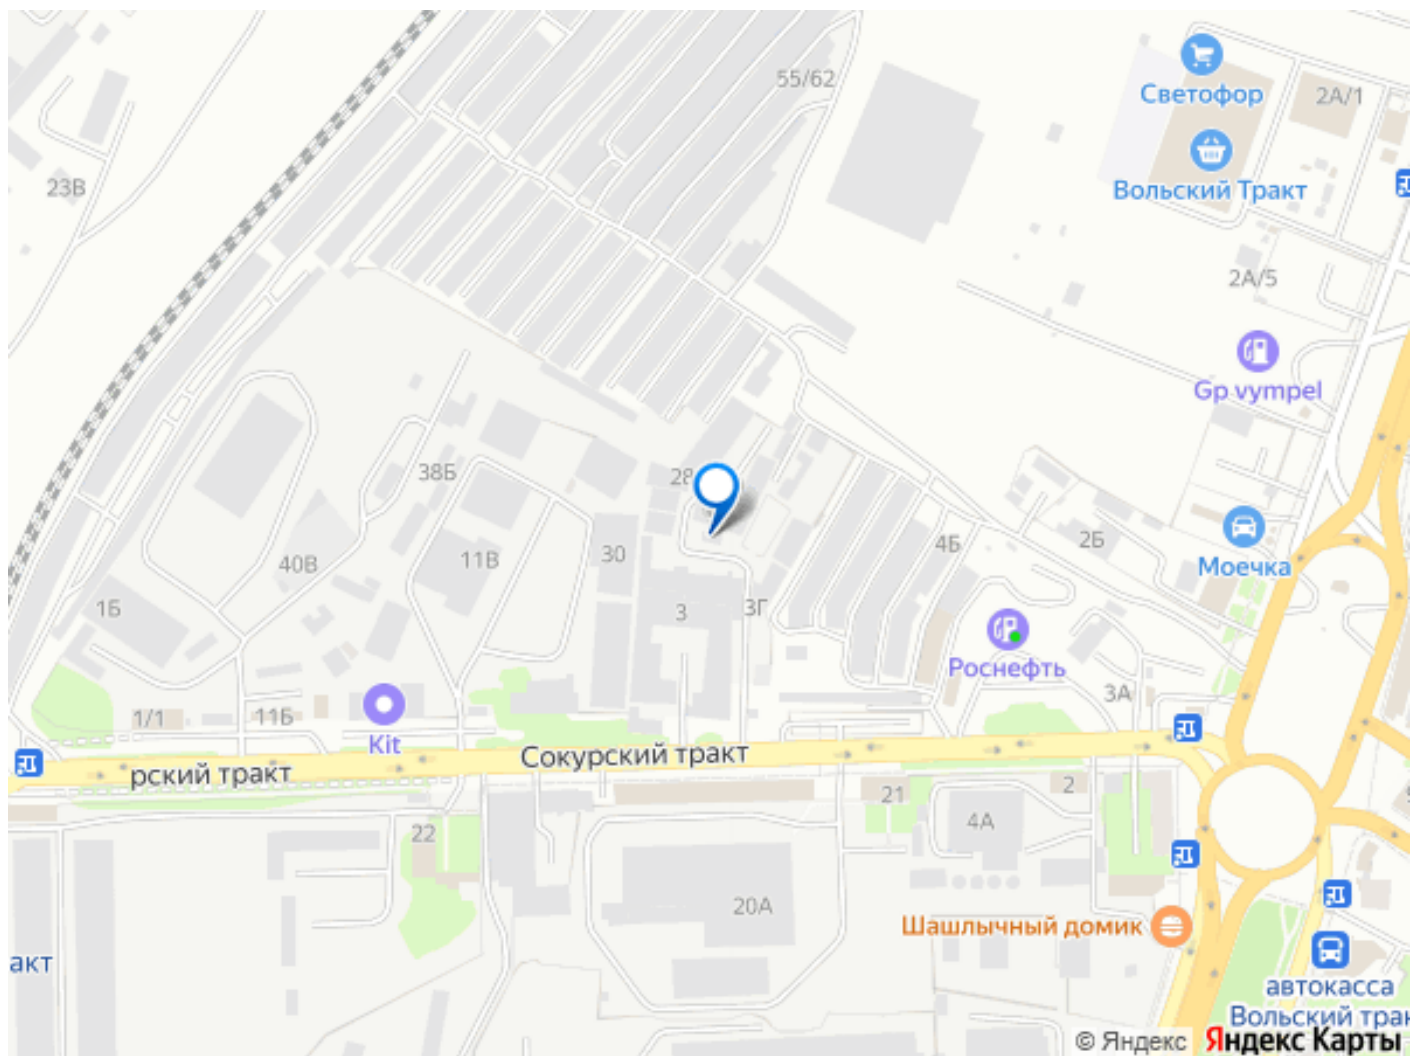 55/62
Светофор
2А/1
23В
Вольский Тракт
2А/5
Gp vympel
38Б
28
4Б
2Б
Моечка
30
11В
40В
1Б
3
3Г
Роснефть
3А
1/1
11Б
Kit
Сокурский тракт
рский тракт
2
21
4А
22
20А
Шашлычный домик
акт
автокасса
Вольский трак
© Яндекс Яндекс Карты